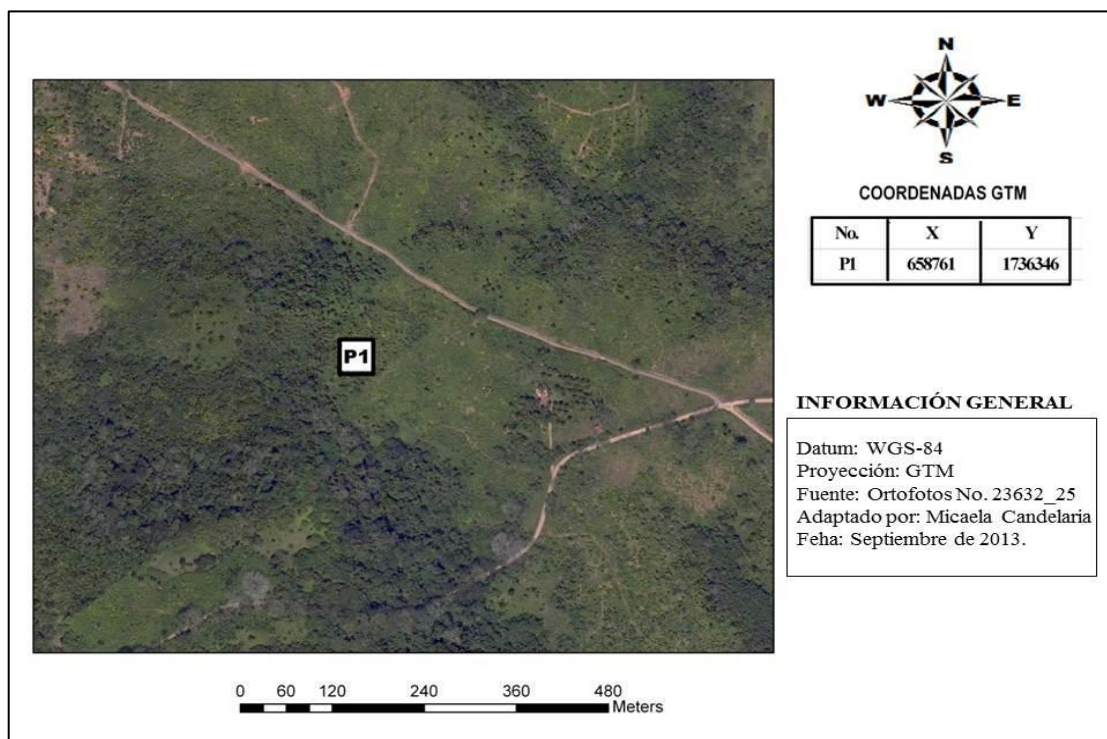 N
W E
S
COORDENADAS GTM
No. X Y
P1 658761 1736346
P1
INFORMACIÓN GENERAL
Datum: WGS-84
Proyección: GTM
Fuente: Ortofotos No. 23632_25
Adaptado por: Micaela Candelaria
Feha: Septiembre de 2013.
0 60 120 240 360 480
Meters